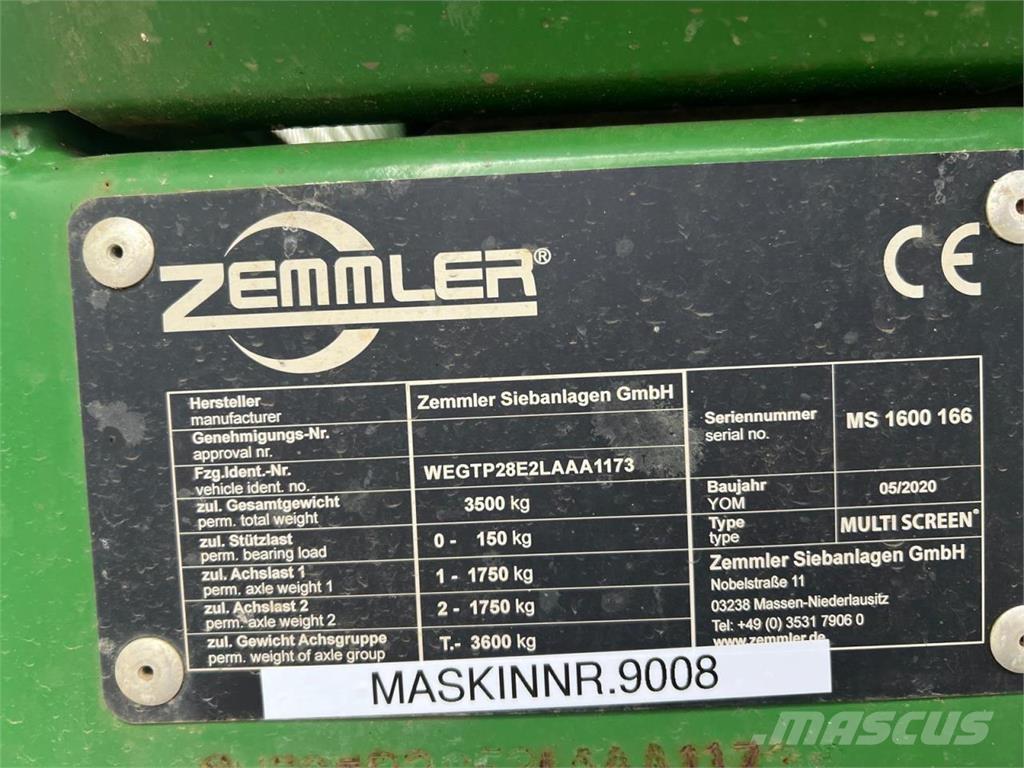 ZEMMLER®
CE
Hersteller
manufacturer
Zemmler Siebanlagen GmbH
Genehmigungs-Nr.
approval nr.
Fzg.Ident.-Nr.
vehicle ident. no.
WEGTP28E2LAAA1173
zul. Gesamtgewicht
perm. total weight
3500 kg
zul. Stützlast
perm. bearing load
0 - 150 kg
zul. Achslast 1
perm. axle weight 1
1 - 1750 kg
zul. Achslast 2
perm. axle weight 2
2 - 1750 kg
zul. Gewicht Achsgruppe
perm. weight of axle group
T.- 3600 kg
Seriennummer
serial no.
MS 1600 166
Baujahr
YOM
05/2020
Type
type
MULTI SCREEN®
Zemmler Siebanlagen GmbH
Nobelstraße 11
03238 Massen-Niederlausitz
Tel: +49 (0) 3531 7906 0
www.zemmler.de
MASKINNR.9008
MASCUS